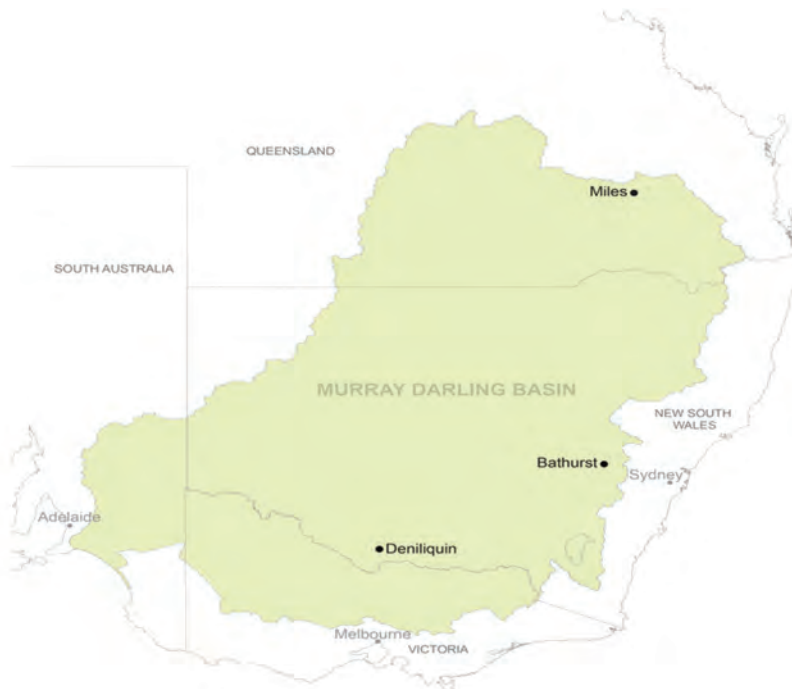 QUEENSLAND
Miles
SOUTH AUSTRALIA
MURRAY DARLING BASIN
NEW SOUTH
WALES
Bathurst
Sydney
Adelaide
Deniliquin
Melbourne
VICTORIA